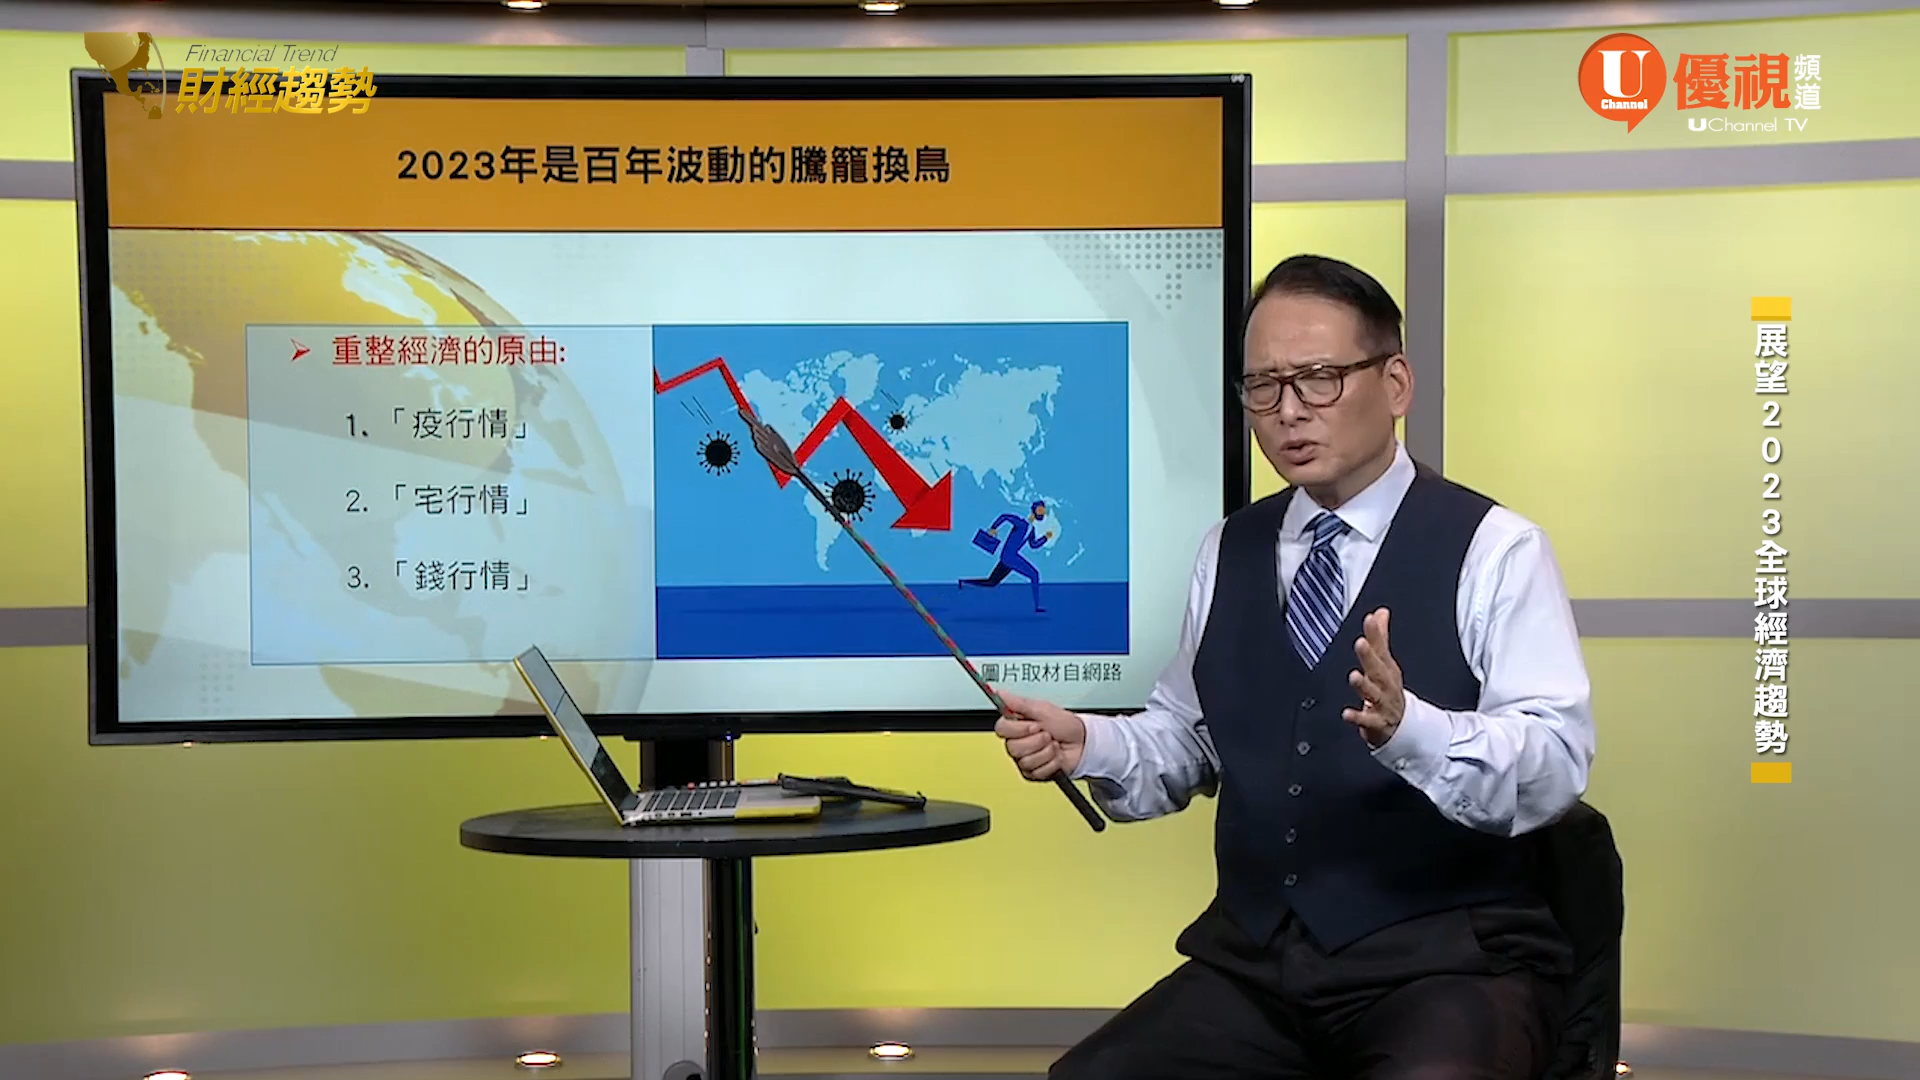 Financial Trend
財經趨勢
2023年是百年波動的騰籠換鳥
重整經濟的原由:
1.「疫行情」
2.「宅行情」
3.「錢行情」
圖片取材自網路
U Channel
優視頻道
UChannel TV
展望2023全球經濟趨勢